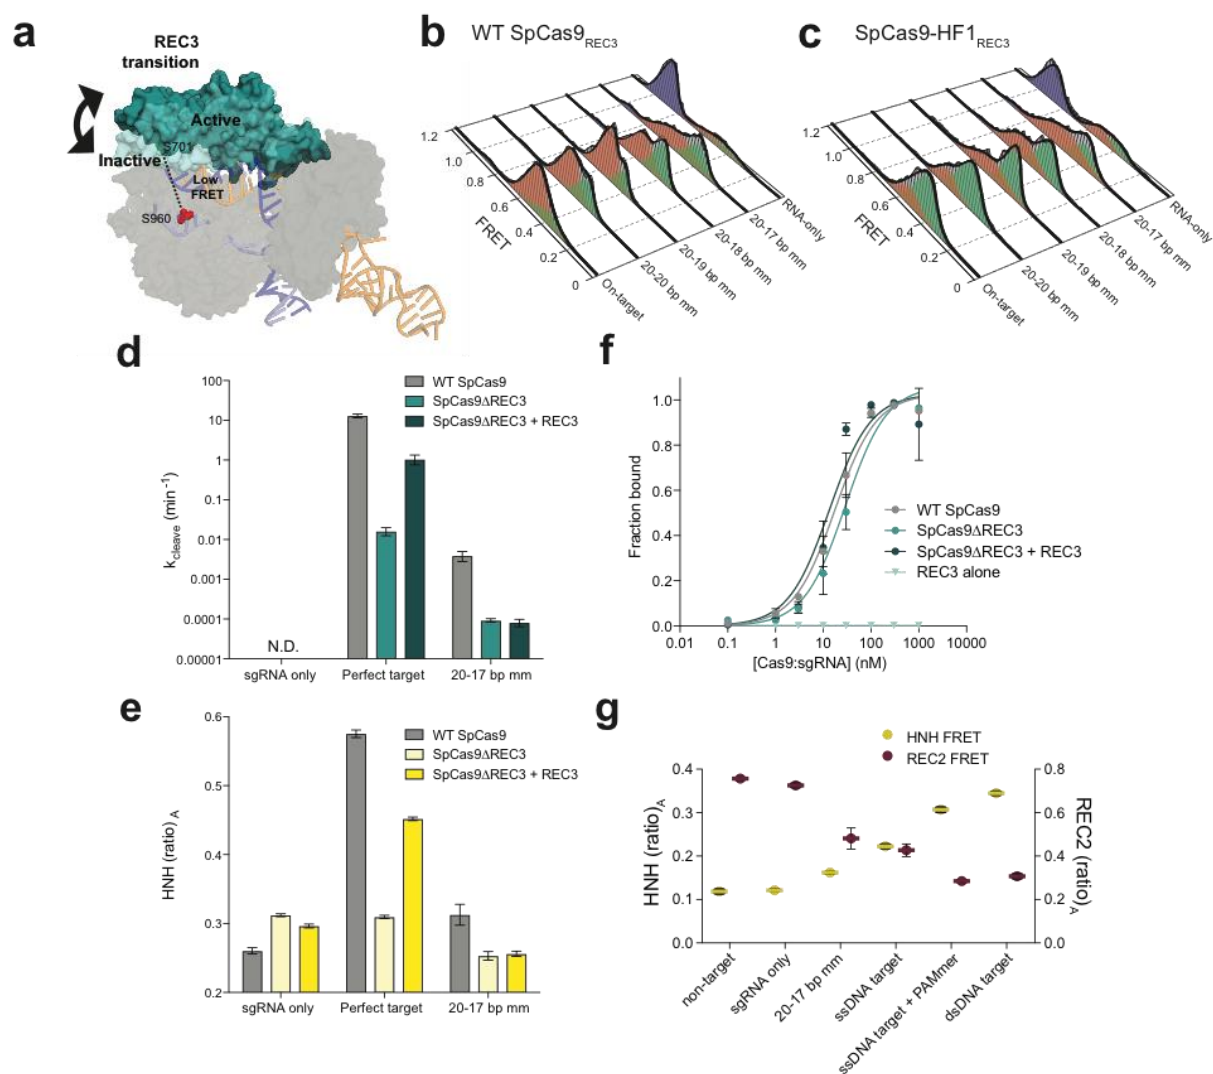 a
REC3
transition
Active
S701
Inactive
Low
FRET
S960
b
WT SpCas9REC3
1.2
1.0
0.8
0.6
0.4
0.2
0
FRET
On-target
20-20 bp mm
20-19 bp mm
20-18 bp mm
20-17 bp mm
RNA-only
c
SpCas9-HF1REC3
1.2
1.0
0.8
0.6
0.4
0.2
0
FRET
On-target
20-20 bp mm
20-19 bp mm
20-18 bp mm
20-17 bp mm
RNA-only
d
WT SpCas9
SpCas9ΔREC3
SpCas9ΔREC3 + REC3
kcleave (min-1)
100
10
1
0.1
0.01
0.001
0.0001
0.00001
N.D.
sgRNA only
Perfect target
20-17 bp mm
e
WT SpCas9
SpCas9ΔREC3
SpCas9ΔREC3 + REC3
HNH (ratio)A
0.6
0.5
0.4
0.3
0.2
sgRNA only
Perfect target
20-17 bp mm
f
Fraction bound
1.0
0.8
0.6
0.4
0.2
0.0
WT SpCas9
SpCas9ΔREC3
SpCas9ΔREC3 + REC3
REC3 alone
0.01
0.1
1
10
100
1000
10000
[Cas9:sgRNA] (nM)
g
HNH FRET
REC2 FRET
HNH (ratio)A
0.4
0.3
0.2
0.1
0.0
0.8
0.6
0.4
0.2
0.0
REC2 (ratio)A
non-target
sgRNA only
20-17 bp mm
ssDNA target
ssDNA target + PAMmer
dsDNA target